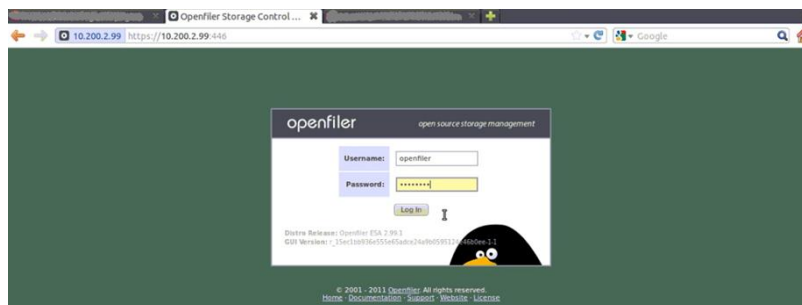 Openfiler Storage Control ...
10.200.2.99 https://10.200.2.99:446
Google
openfiler
open source storage management
Username: openfiler
Password: ••••••••
Log In
Distro Release: Openfiler ESA 2.99.1
GUI Version:
© 2001 - 2011 Openfiler. All rights reserved.
Home · Documentation · Support · Website · License